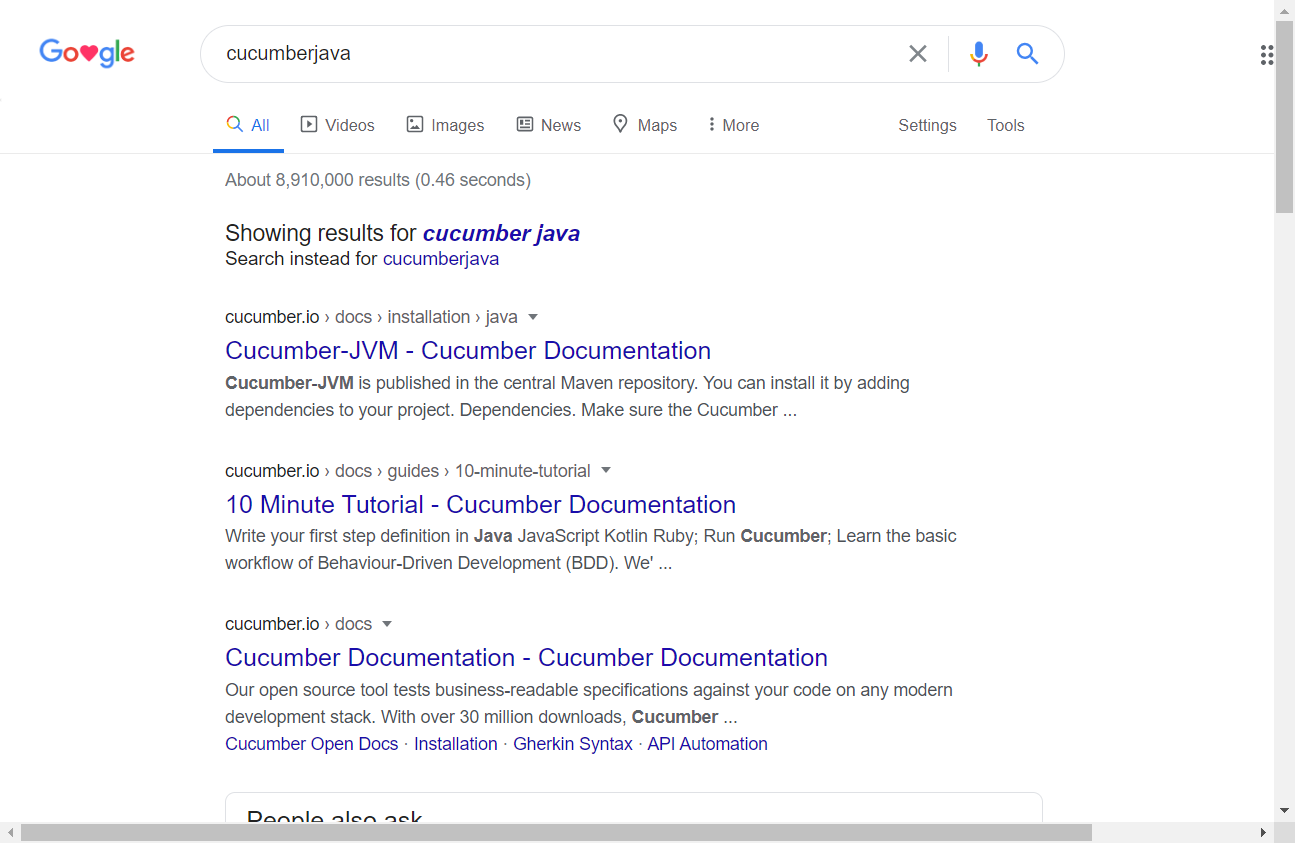 Google
cucumberjava
All Videos Images News Maps More Settings Tools
About 8,910,000 results (0.46 seconds)
Showing results for cucumber java
Search instead for cucumberjava
cucumber.io › docs › installation › java
Cucumber-JVM - Cucumber Documentation
Cucumber-JVM is published in the central Maven repository. You can install it by adding
dependencies to your project. Dependencies. Make sure the Cucumber ...
cucumber.io › docs › guides › 10-minute-tutorial
10 Minute Tutorial - Cucumber Documentation
Write your first step definition in Java JavaScript Kotlin Ruby; Run Cucumber; Learn the basic
workflow of Behaviour-Driven Development (BDD). We' ...
cucumber.io › docs
Cucumber Documentation - Cucumber Documentation
Our open source tool tests business-readable specifications against your code on any modern
development stack. With over 30 million downloads, Cucumber ...
Cucumber Open Docs · Installation · Gherkin Syntax · API Automation
People also ask